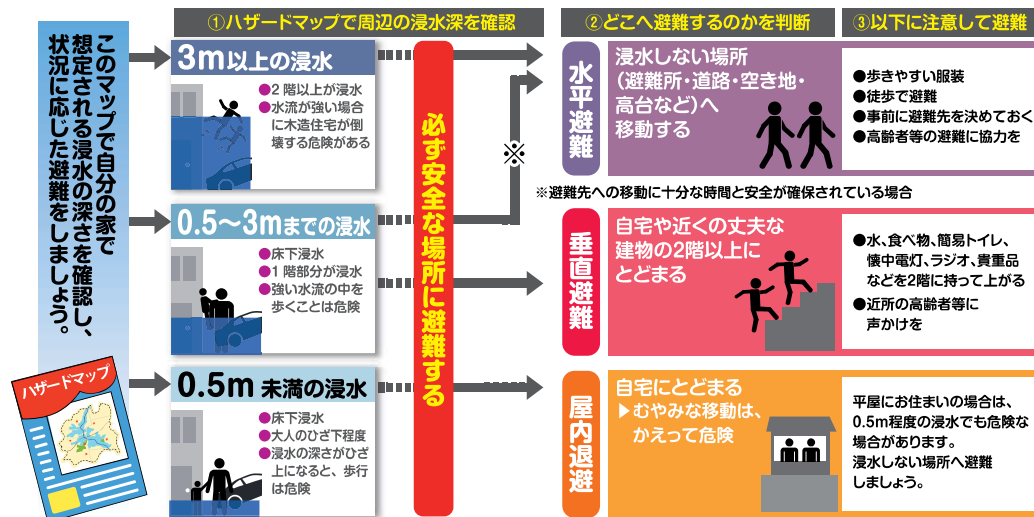 このマップで自分の家で
想定される浸水の深さを確認し、
状況に応じた避難をしましょう。
ハザードマップ
①ハザードマップで周辺の浸水深を確認
3m以上の浸水
●2階以上が浸水
●水流が強い場合
に木造住宅が倒
壊する危険がある
0.5～3mまでの浸水
●床下浸水
●1階部分が浸水
●強い水流の中を
歩くことは危険
0.5m未満の浸水
●床下浸水
●大人のひざ下程度
●浸水の深さがひざ
上になると、歩行
は危険
必ず安全な場所に避難する
※
②どこへ避難するのかを判断
③以下に注意して避難
水平避難
浸水しない場所
（避難所・道路・空き地・
高台など）へ
移動する
●歩きやすい服装
●徒歩で避難
●事前に避難先を決めておく
●高齢者等の避難に協力を
※避難先への移動に十分な時間と安全が確保されている場合
垂直避難
自宅や近くの丈夫な
建物の2階以上に
とどまる
●水、食べ物、簡易トイレ、
懐中電灯、ラジオ、貴重品
などを2階に持って上がる
●近所の高齢者等に
声かけを
屋内退避
自宅にとどまる
▶むやみな移動は、
かえって危険
平屋にお住まいの場合は、
0.5m程度の浸水でも危険な
場合があります。
浸水しない場所へ避難
しましょう。